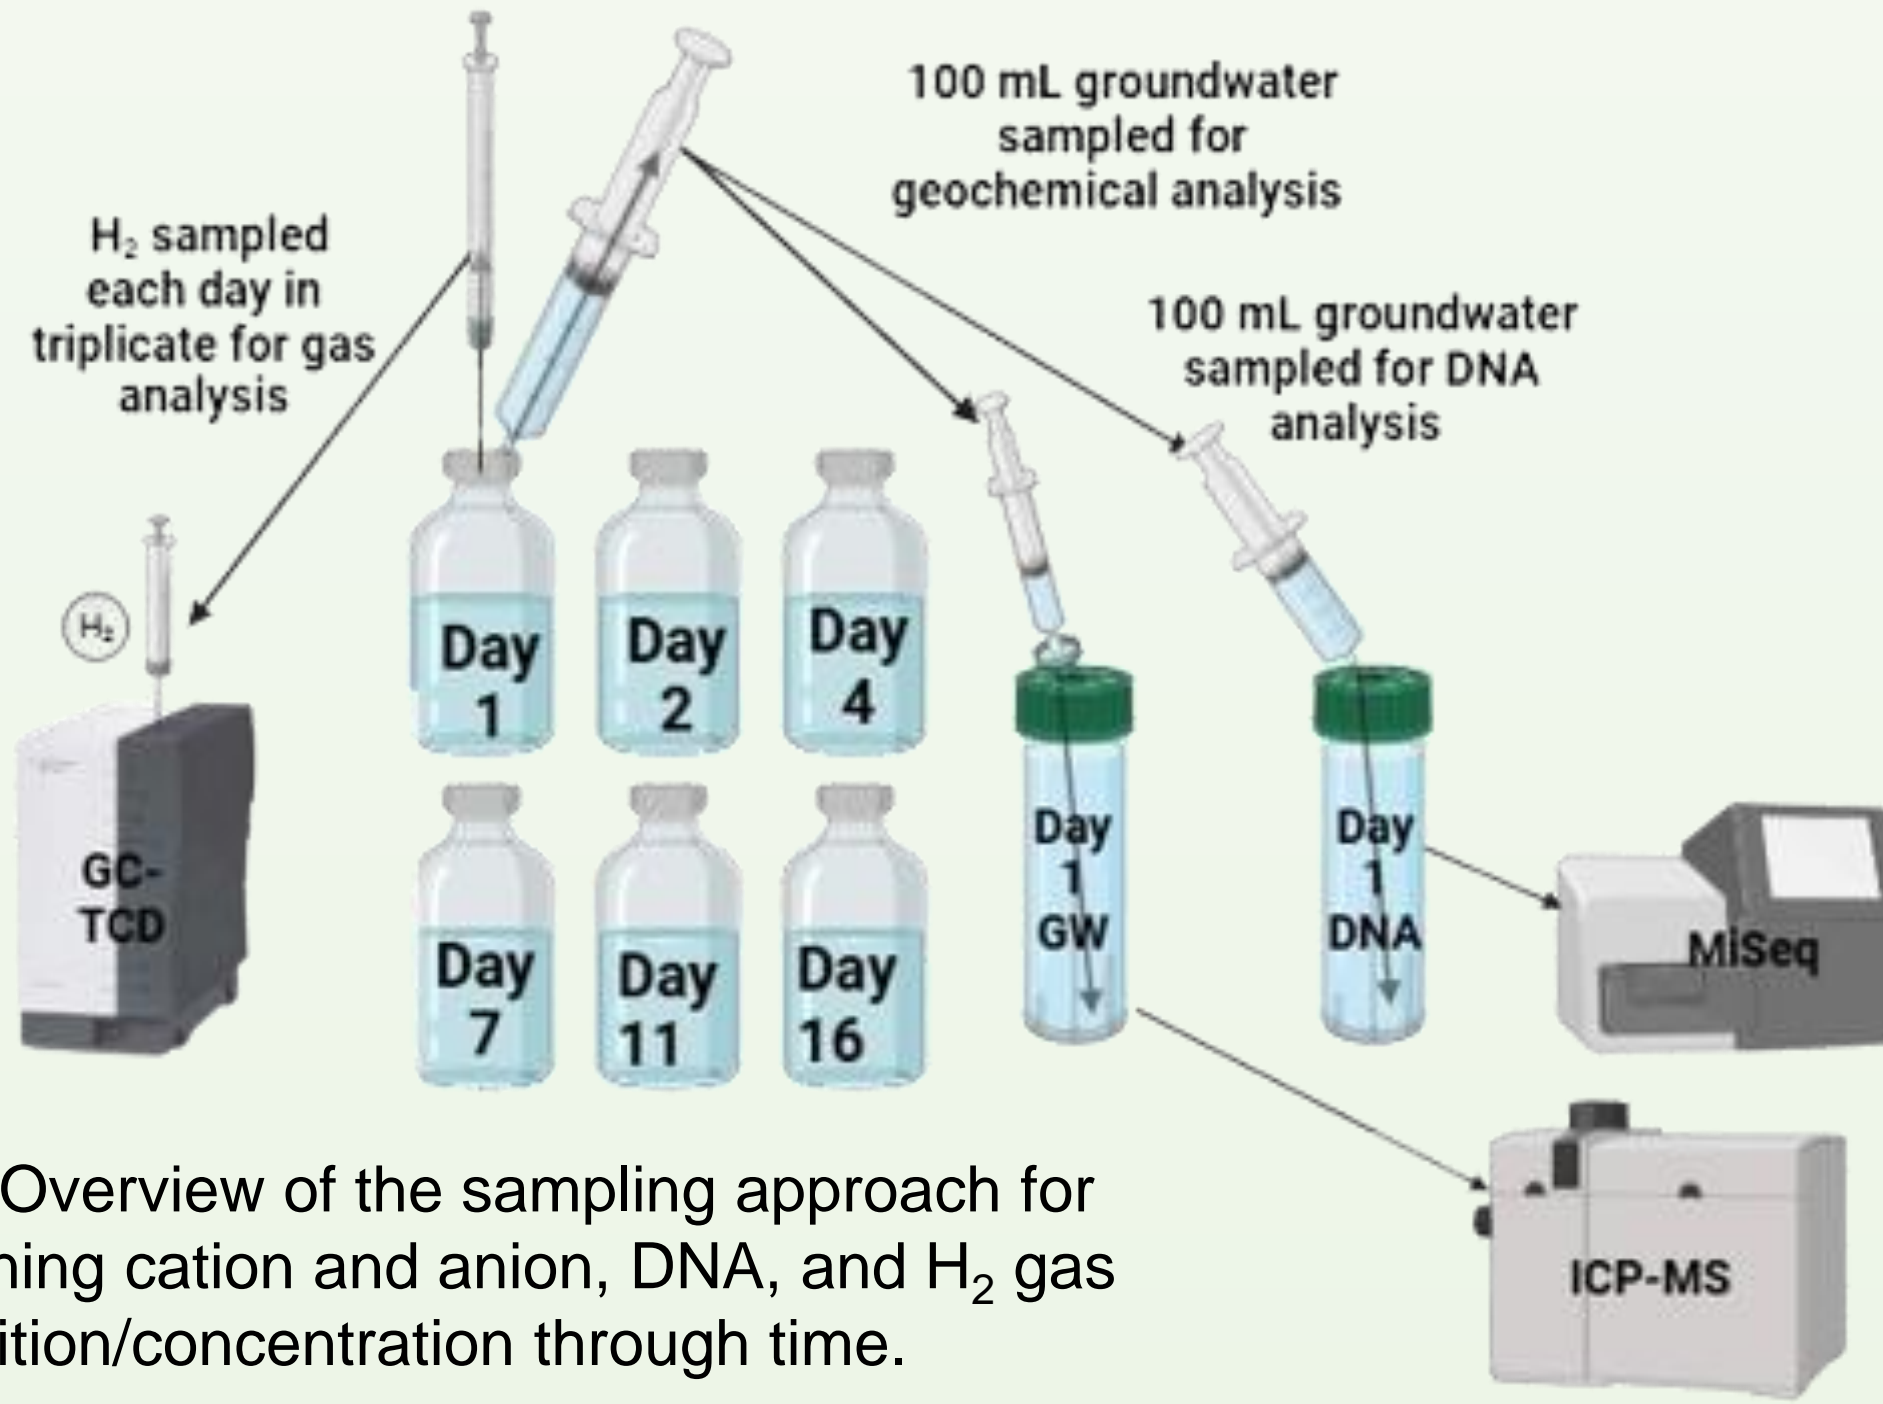 100 mL groundwater
sampled for
geochemical analysis
H₂ sampled
each day in
triplicate for gas
analysis
100 mL groundwater
sampled for DNA
analysis
H₂
Day
1
Day
2
Day
4
GC-
TCD
Day
7
Day
11
Day
16
Day
1
GW
Day
1
DNA
MiSeq
ICP-MS
Overview of the sampling approach for
cation and anion, DNA, and H₂ gas
ition/concentration through time.